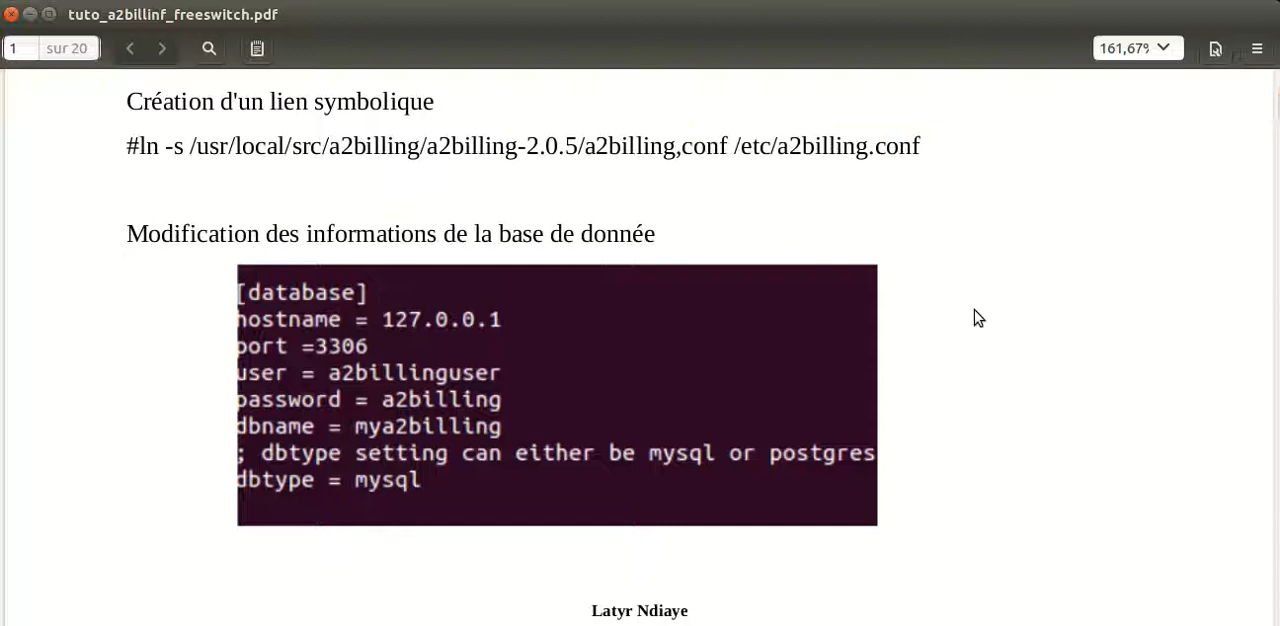 tuto_a2billinf_freeswitch.pdf
1 sur 20 161,67%
Création d'un lien symbolique
#ln -s /usr/local/src/a2billing/a2billing-2.0.5/a2billing,conf /etc/a2billing.conf
Modification des informations de la base de donnée
[database]
hostname = 127.0.0.1
port =3306
user = a2billinguser
password = a2billing
dbname = mya2billing
; dbtype setting can either be mysql or postgres
dbtype = mysql
Latyr Ndiaye